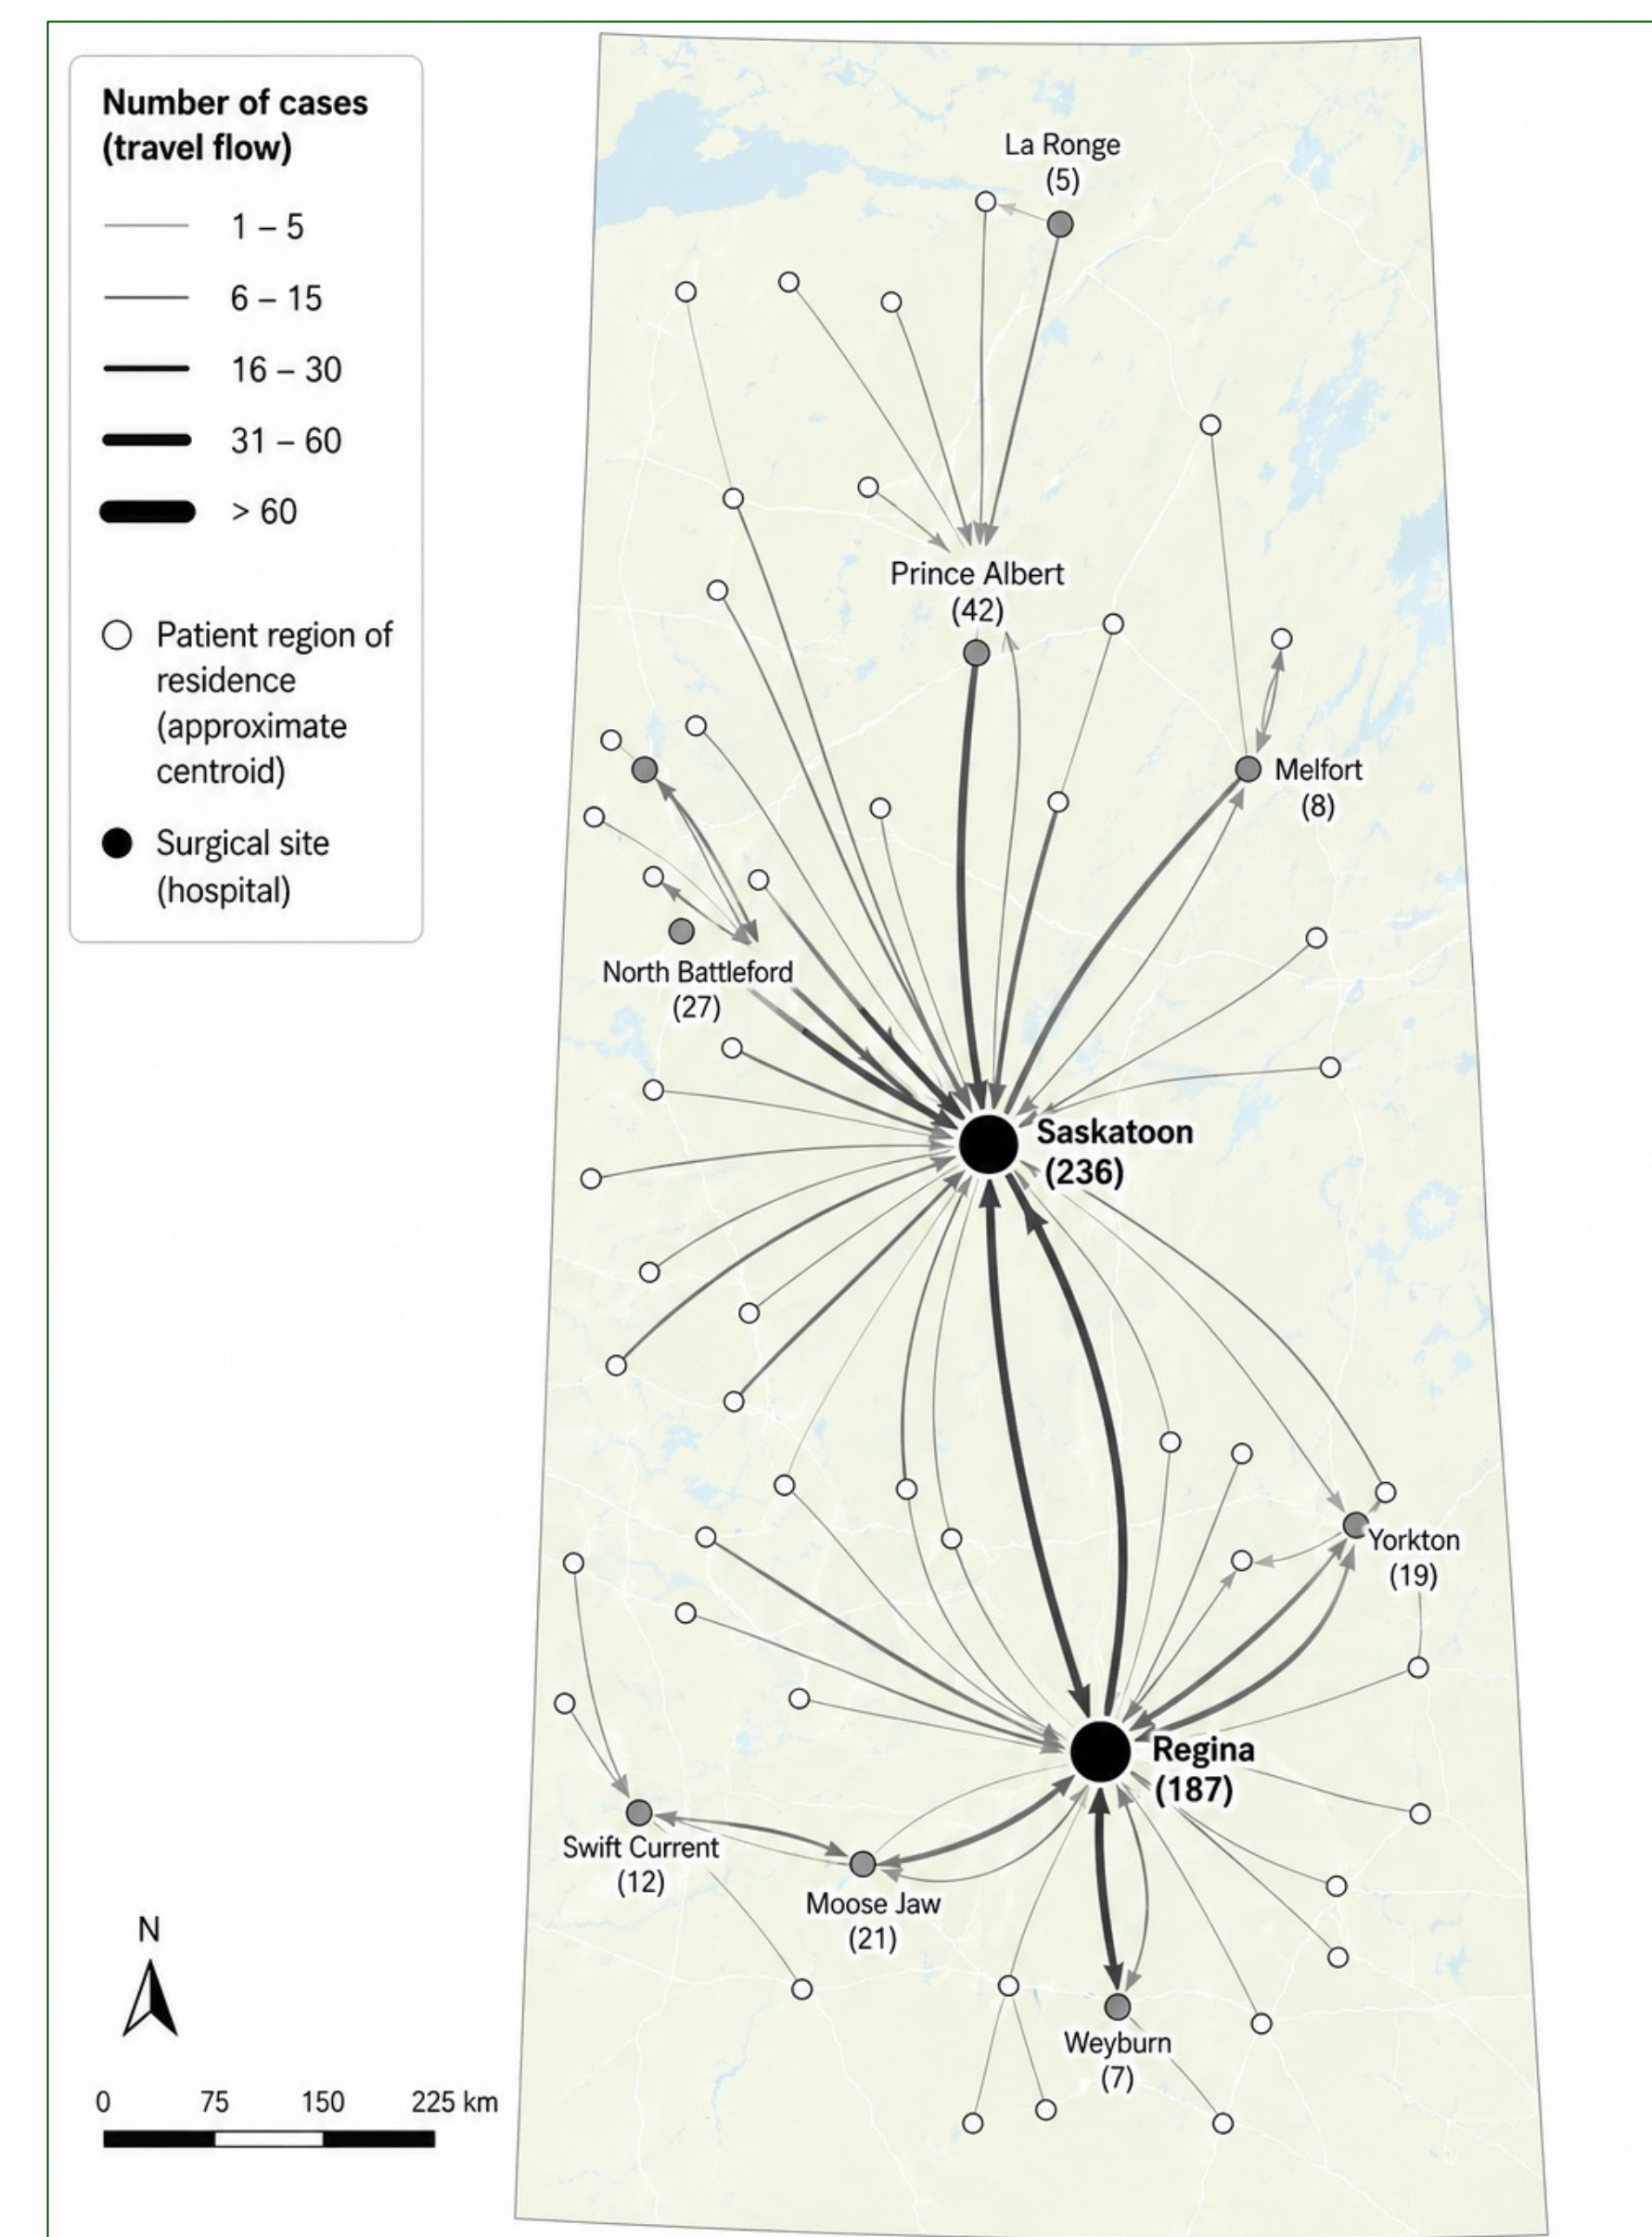 Number of cases
(travel flow)
1 – 5
6 – 15
16 – 30
31 – 60
> 60
Patient region of
residence
(approximate
centroid)
Surgical site
(hospital)
La Ronge
(5)
Prince Albert
(42)
Melfort
(8)
North Battleford
(27)
Saskatoon
(236)
Yorkton
(19)
Regina
(187)
Swift Current
(12)
Moose Jaw
(21)
Weyburn
(7)
N
0 75 150 225 km